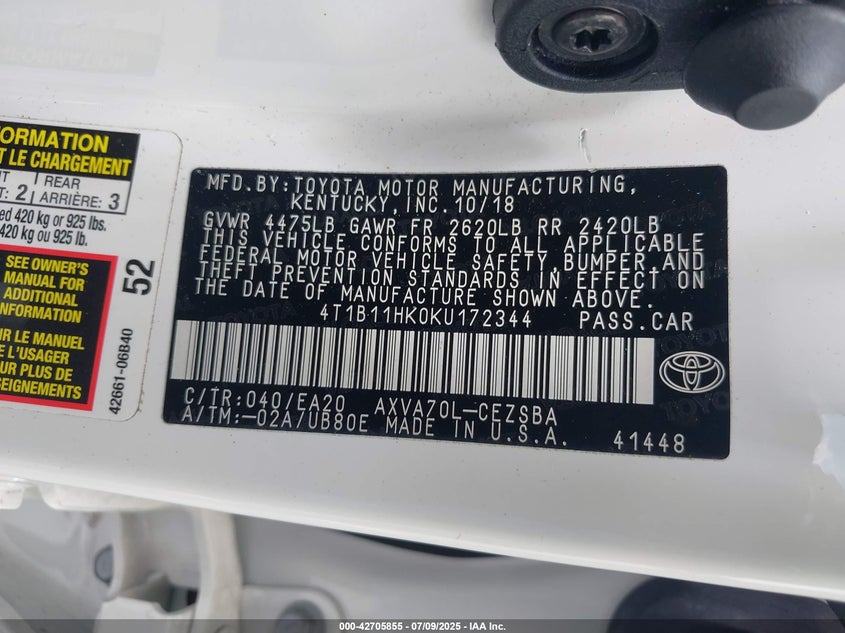 ORMATION
T LE CHARGEMENT
NT REAR
T: 2 ARRIÈRE: 3
ed 420 kg or 925 lbs.
420 kg ou 925 lb.
SEE OWNER'S
MANUAL FOR
ADDITIONAL
INFORMATION
R LE MANUEL
E L'USAGER
UR PLUS DE
SEIGNEMENTS
52
42661-06B40
MFD.BY:TOYOTA MOTOR MANUFACTURING,
KENTUCKY,INC.10/18
GVWR 4475LB GAWR FR 2620LB RR 2420LB
THIS VEHICLE CONFORMS TO ALL APPLICABLE
FEDERAL MOTOR VEHICLE SAFETY,BUMPER,AND
THEFT PREVENTION STANDARDS IN EFFECT ON
THE DATE OF MANUFACTURE SHOWN ABOVE.
4T1B11HK0KU172344 PASS.CAR
C/TR:040/EA20 AXVA70L-CEZSBA
A/TM:-02A/UB80E MADE IN U.S.A. 41448
000-42705855 / 07/09/2025 - IAA Inc.